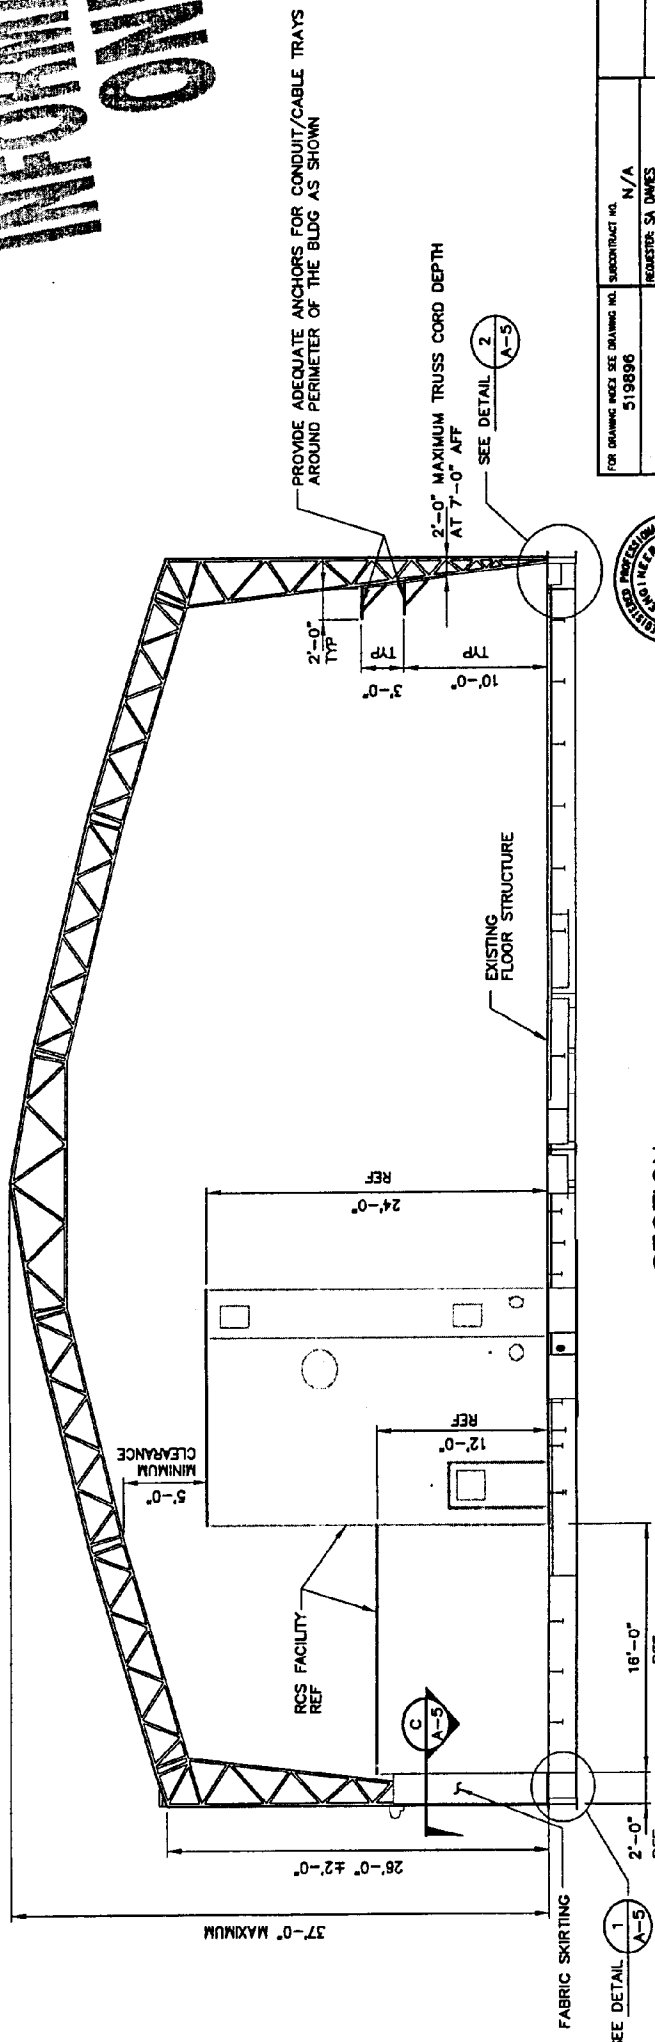 PROVIDE ADEQUATE ANCHORS FOR CONDUIT/CABLE TRAYS
AROUND PERIMETER OF THE BLDG AS SHOWN
2'-0" MAXIMUM TRUSS CORD DEPTH
AT 7'-0" AFF
SEE DETAIL 2
A-5
2'-0"
TYP
3'-0"
TYP
10'-0"
TYP
EXISTING
FLOOR STRUCTURE
24'-0"
REF
12'-0"
REF
5'-0"
MINIMUM
CLEARANCE
RCS FACILITY
REF
C
A-5
16'-0"
2'-0"
26'-0" ±2'-0"
37'-0" MAXIMUM
FABRIC SKIRTING
SEE DETAIL 1
A-5
FOR DRAWING INDEX SEE DRAWING NO.
519896
SUBCONTRACT NO.
N/A
REQUESTER: SA DAVIES